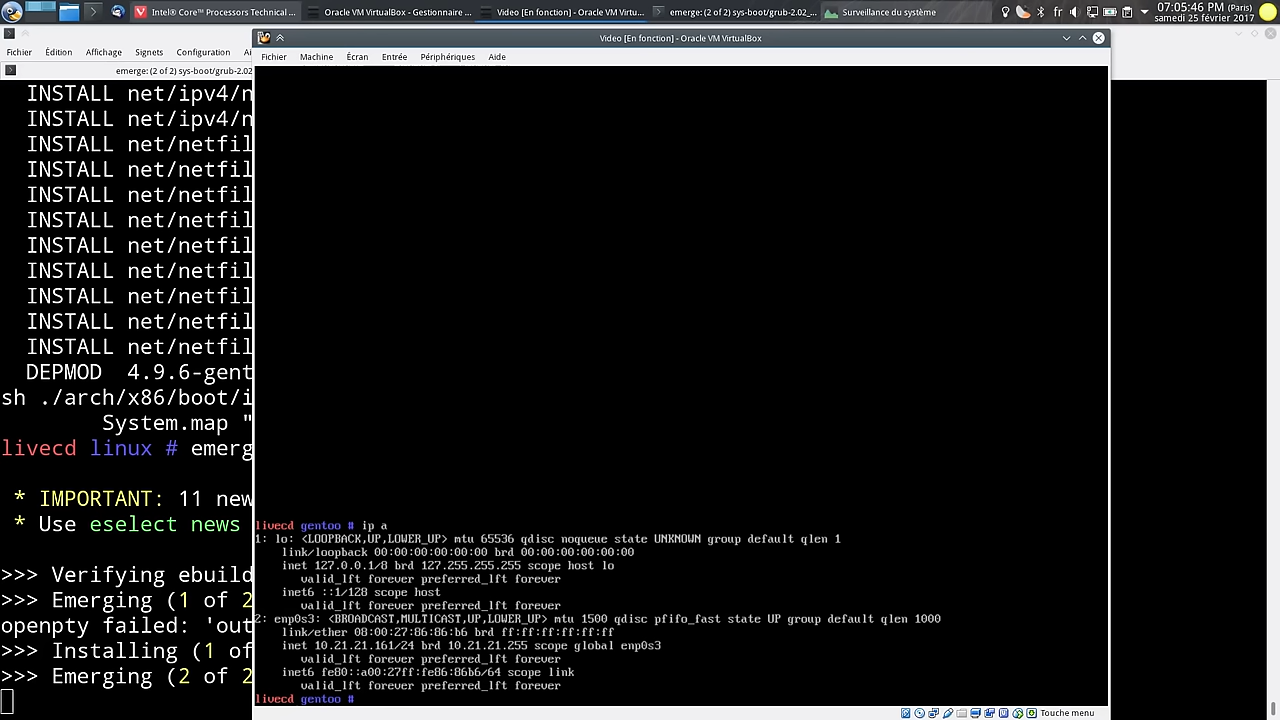 Intel® Core™ Processors Technical ...
Oracle VM VirtualBox - Gestionnaire ...
Video [En fonction] - Oracle VM Virtu...
emerge: (2 of 2) sys-boot/grub-2.02_...
Surveillance du système
fr
07:05:46 PM (Paris)
samedi 25 février 2017
Fichier Édition Affichage Signets Configuration
emerge: (2 of 2) sys-boot/grub-2.02
Video [En fonction] - Oracle VM VirtualBox
Fichier Machine Écran Entrée Périphériques Aide
INSTALL net/ipv4/n
INSTALL net/ipv4/n
INSTALL net/netfil
INSTALL net/netfil
INSTALL net/netfil
INSTALL net/netfil
INSTALL net/netfil
INSTALL net/netfil
INSTALL net/netfil
INSTALL net/netfil
INSTALL net/netfil
DEPMOD 4.9.6-gent
sh ./arch/x86/boot/i
System.map "
livecd linux # emerg
* IMPORTANT: 11 new
* Use eselect news
>>> Verifying ebuild
>>> Emerging (1 of 2
openpty failed: 'out
>>> Installing (1 of
>>> Emerging (2 of 2
livecd gentoo # ip a
1: lo: <LOOPBACK,UP,LOWER_UP> mtu 65536 qdisc noqueue state UNKNOWN group default qlen 1
link/loopback 00:00:00:00:00:00 brd 00:00:00:00:00:00
inet 127.0.0.1/8 brd 127.255.255.255 scope host lo
valid_lft forever preferred_lft forever
inet6 ::1/128 scope host
valid_lft forever preferred_lft forever
2: enp0s3: <BROADCAST,MULTICAST,UP,LOWER_UP> mtu 1500 qdisc pfifo_fast state UP group default qlen 1000
link/ether 08:00:27:86:86:b6 brd ff:ff:ff:ff:ff:ff
inet 10.21.21.161/24 brd 10.21.21.255 scope global enp0s3
valid_lft forever preferred_lft forever
inet6 fe80::a00:27ff:fe86:86b6/64 scope link
valid_lft forever preferred_lft forever
livecd gentoo #
Touche menu